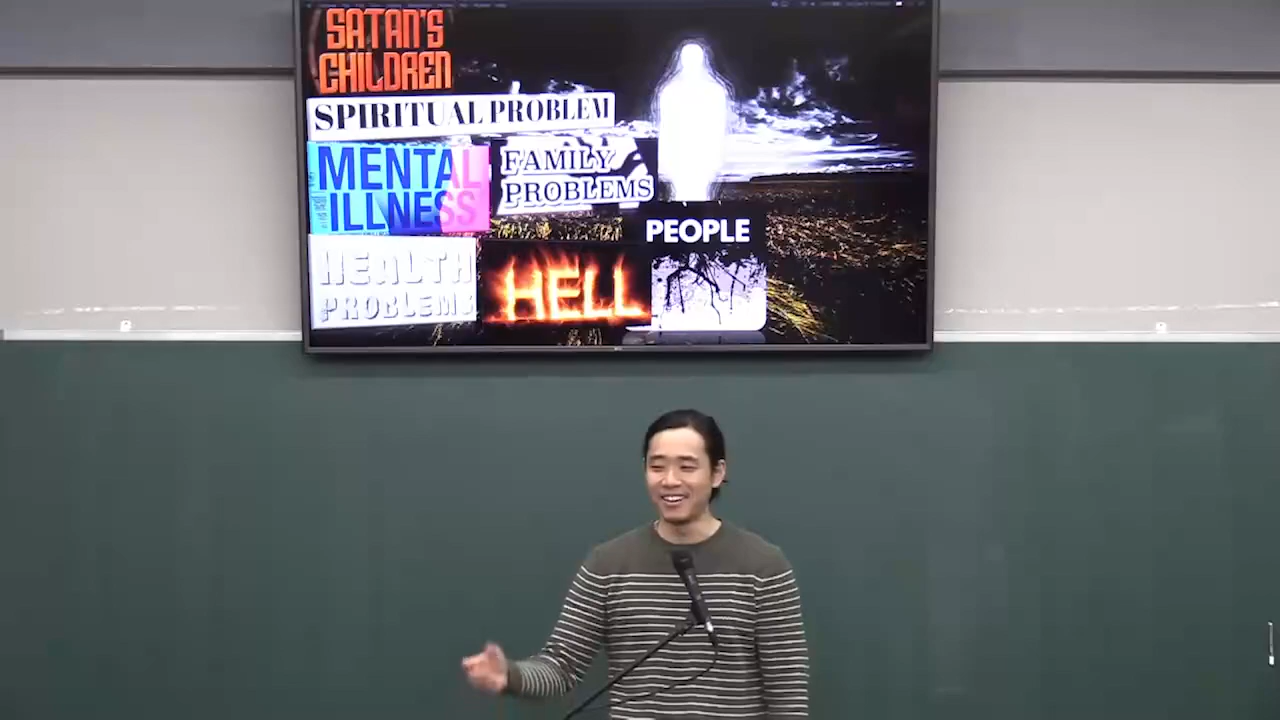 SATAN'S
CHILDREN
SPIRITUAL PROBLEM
MENTAL
ILLNESS
FAMILY
PROBLEMS
PEOPLE
HEALTH
PROBLEMS
HELL